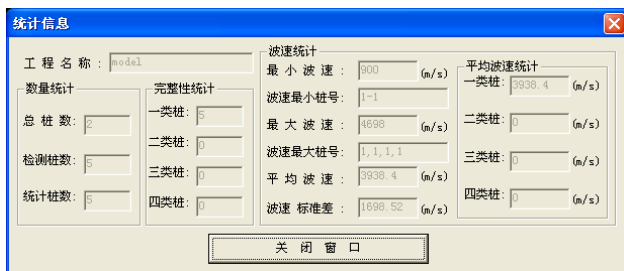 统计信息
工程名称: model
数量统计
总桩数: 2
检测桩数: 5
统计桩数: 5
完整性统计
一类桩: 5
二类桩: 0
三类桩: 0
四类桩: 0
波速统计
最小波速: 900 (m/s)
波速最小桩号: 1-1
最大波速: 4698 (m/s)
波速最大桩号: 1,1,1,1
平均波速: 3938.4 (m/s)
波速标准差: 1698.52 (m/s)
平均波速统计
一类桩: 3938.4 (m/s)
二类桩: 0 (m/s)
三类桩: 0 (m/s)
四类桩: 0 (m/s)
关闭窗口